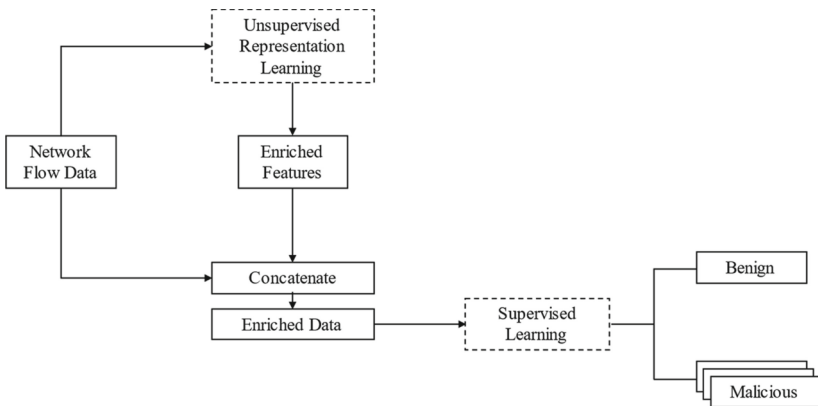 Unsupervised
Representation
Learning
Network
Flow Data
Enriched
Features
Concatenate
Enriched Data
Supervised
Learning
Benign
Malicious